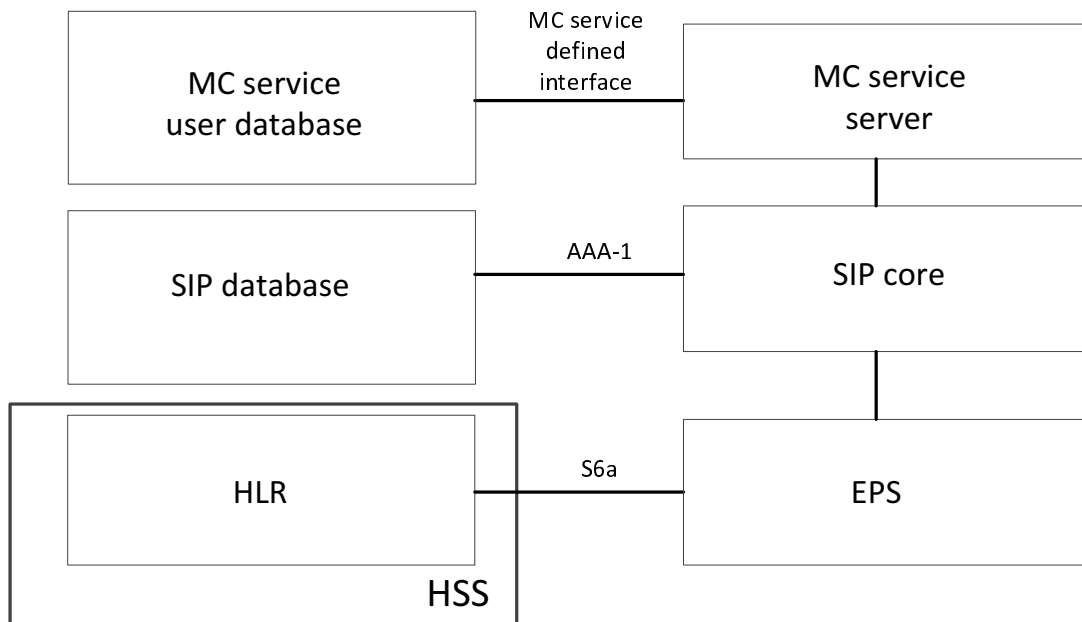 MC service
user database
MC service
defined
interface
MC service
server
SIP database
AAA-1
SIP core
HLR
S6a
EPS
HSS